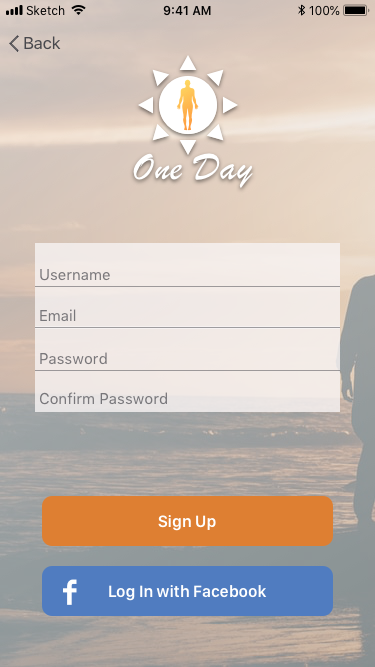 Sketch 9:41 AM 100%
Back
One Day
Username
Email
Password
Confirm Password
Sign Up
f Log In with Facebook